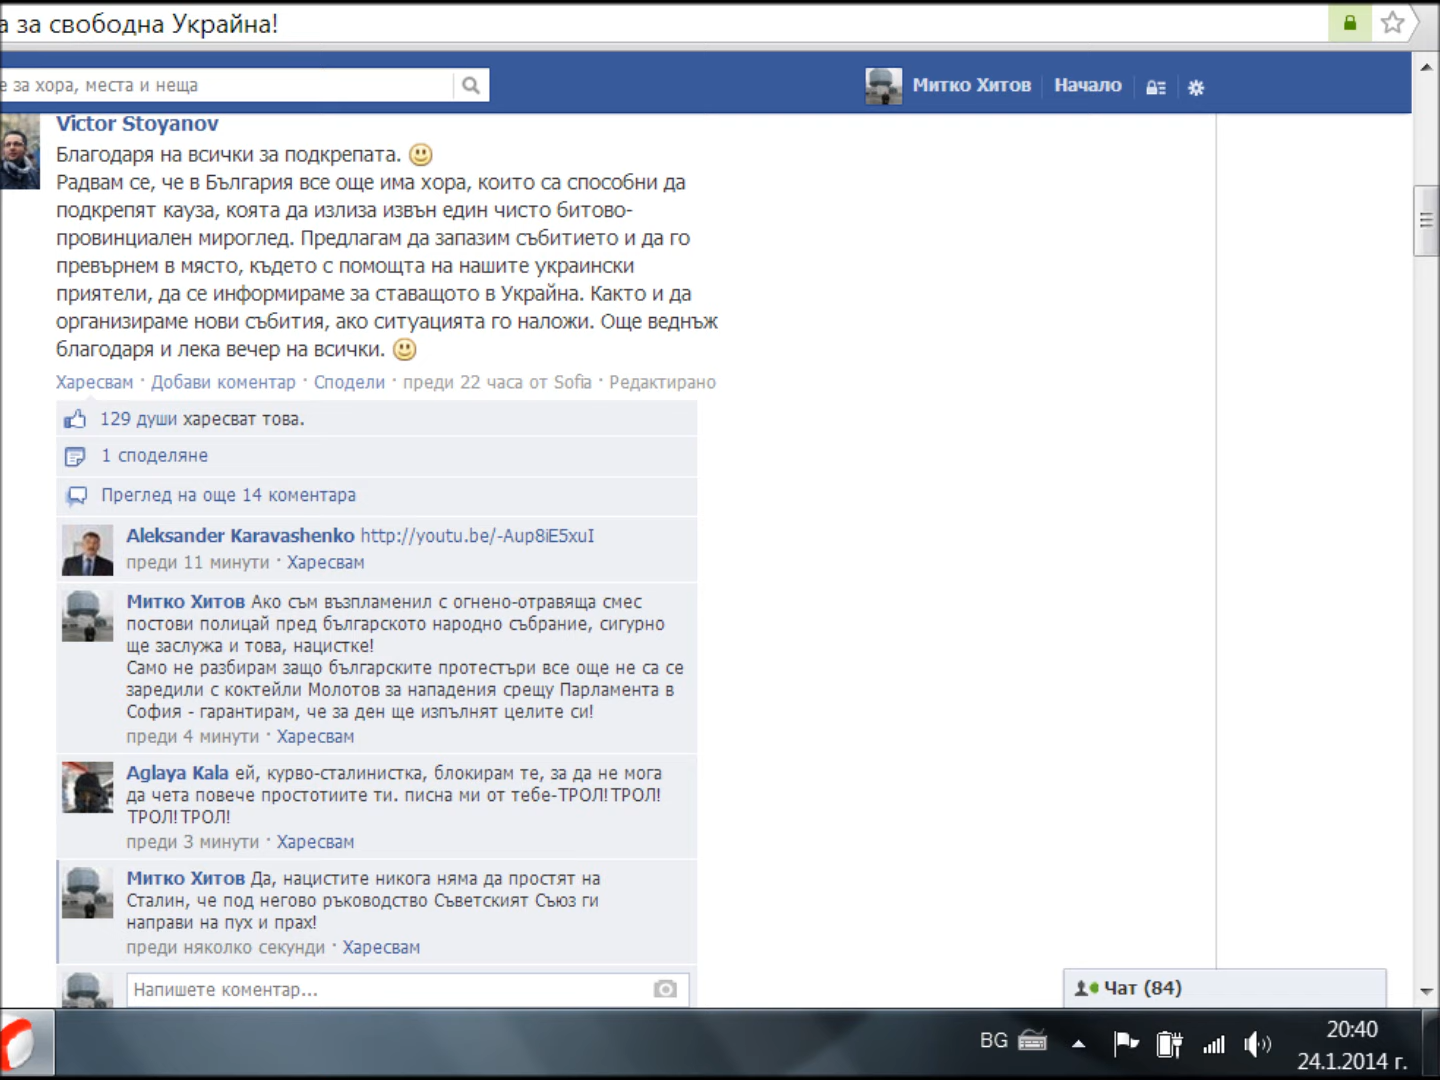 а за свободна Украйна!
е за хора, места и неща
Митко Хитов Начало
Victor Stoyanov
Благодаря на всички за подкрепата.
Радвам се, че в България все още има хора, които са способни да
подкрепят кауза, която да излиза извън един чисто битово-
провинциален мироглед. Предлагам да запазим събитието и да го
превърнем в място, където с помощта на нашите украински
приятели, да се информираме за ставащото в Украйна. Както и да
организираме нови събития, ако ситуацията го наложи. Още веднъж
благодаря и лека вечер на всички.
Харесвам · Добави коментар · Сподели · преди 22 часа от Sofia · Редактирано
129 души харесват това.
1 споделяне
Преглед на още 14 коментара
Aleksander Karavashenko http://youtu.be/-Aup8iE5xuI
преди 11 минути · Харесвам
Митко Хитов Ако съм възпламенил с огнено-отравяща смес
постови полицай пред българското народно събрание, сигурно
ще заслужа и това, нацистке!
Само не разбирам защо българските протестъри все още не са се
заредили с коктейли Молотов за нападения срещу Парламента в
София - гарантирам, че за ден ще изпълнят целите си!
преди 4 минути · Харесвам
Aglaya Kala ей, курво-сталинистка, блокирам те, за да не мога
да чета повече простотиите ти. писна ми от тебе-ТРОЛ!ТРОЛ!
ТРОЛ!ТРОЛ!
преди 3 минути · Харесвам
Митко Хитов Да, нацистите никога няма да простят на
Сталин, че под негово ръководство Съветският Съюз ги
направи на пух и прах!
преди няколко секунди · Харесвам
Напишете коментар...
Чат (84)
BG
20:40
24.1.2014 г.